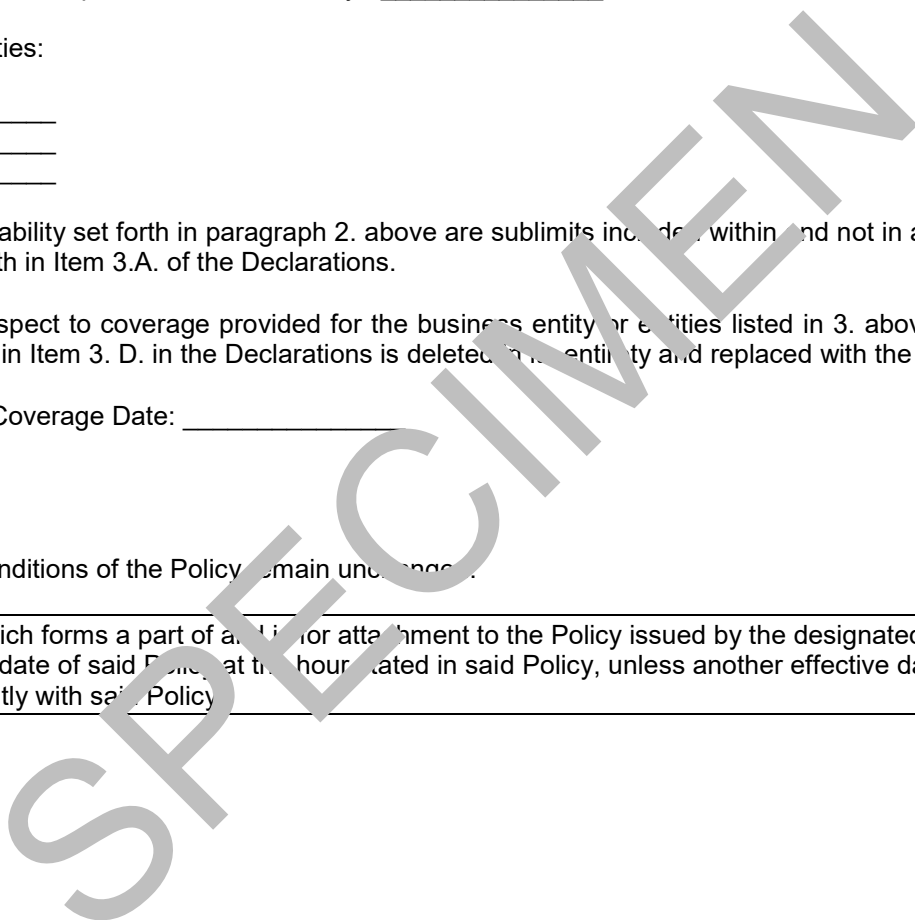 ties:
ability set forth in paragraph 2. above are sublimits included within and not in a
th in Item 3.A. of the Declarations.
spect to coverage provided for the business entity or entities listed in 3. abov
in Item 3. D. in the Declarations is deleted in its entirety and replaced with the
Coverage Date: _______________
nditions of the Policy remain unchanged.
ich forms a part of and is for attachment to the Policy issued by the designated
date of said Policy at the hour stated in said Policy, unless another effective da
tly with said Policy.
SPECIMEN